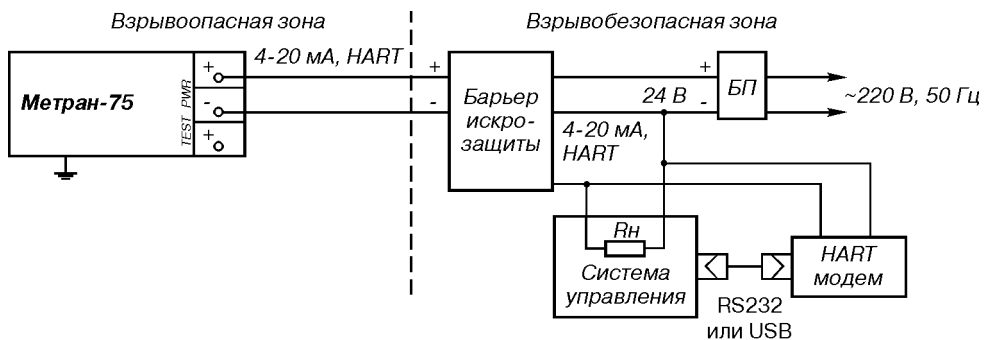 Взрывоопасная зона
Взрывобезопасная зона
4-20 мА, HART
Метран-75
+
-
+
PWR
TEST
+
-
Барьер
искро-
защиты
+
24 В -
БП
~220 В, 50 Гц
4-20 мА,
HART
Rн
Система
управления
HART
модем
RS232
или USB